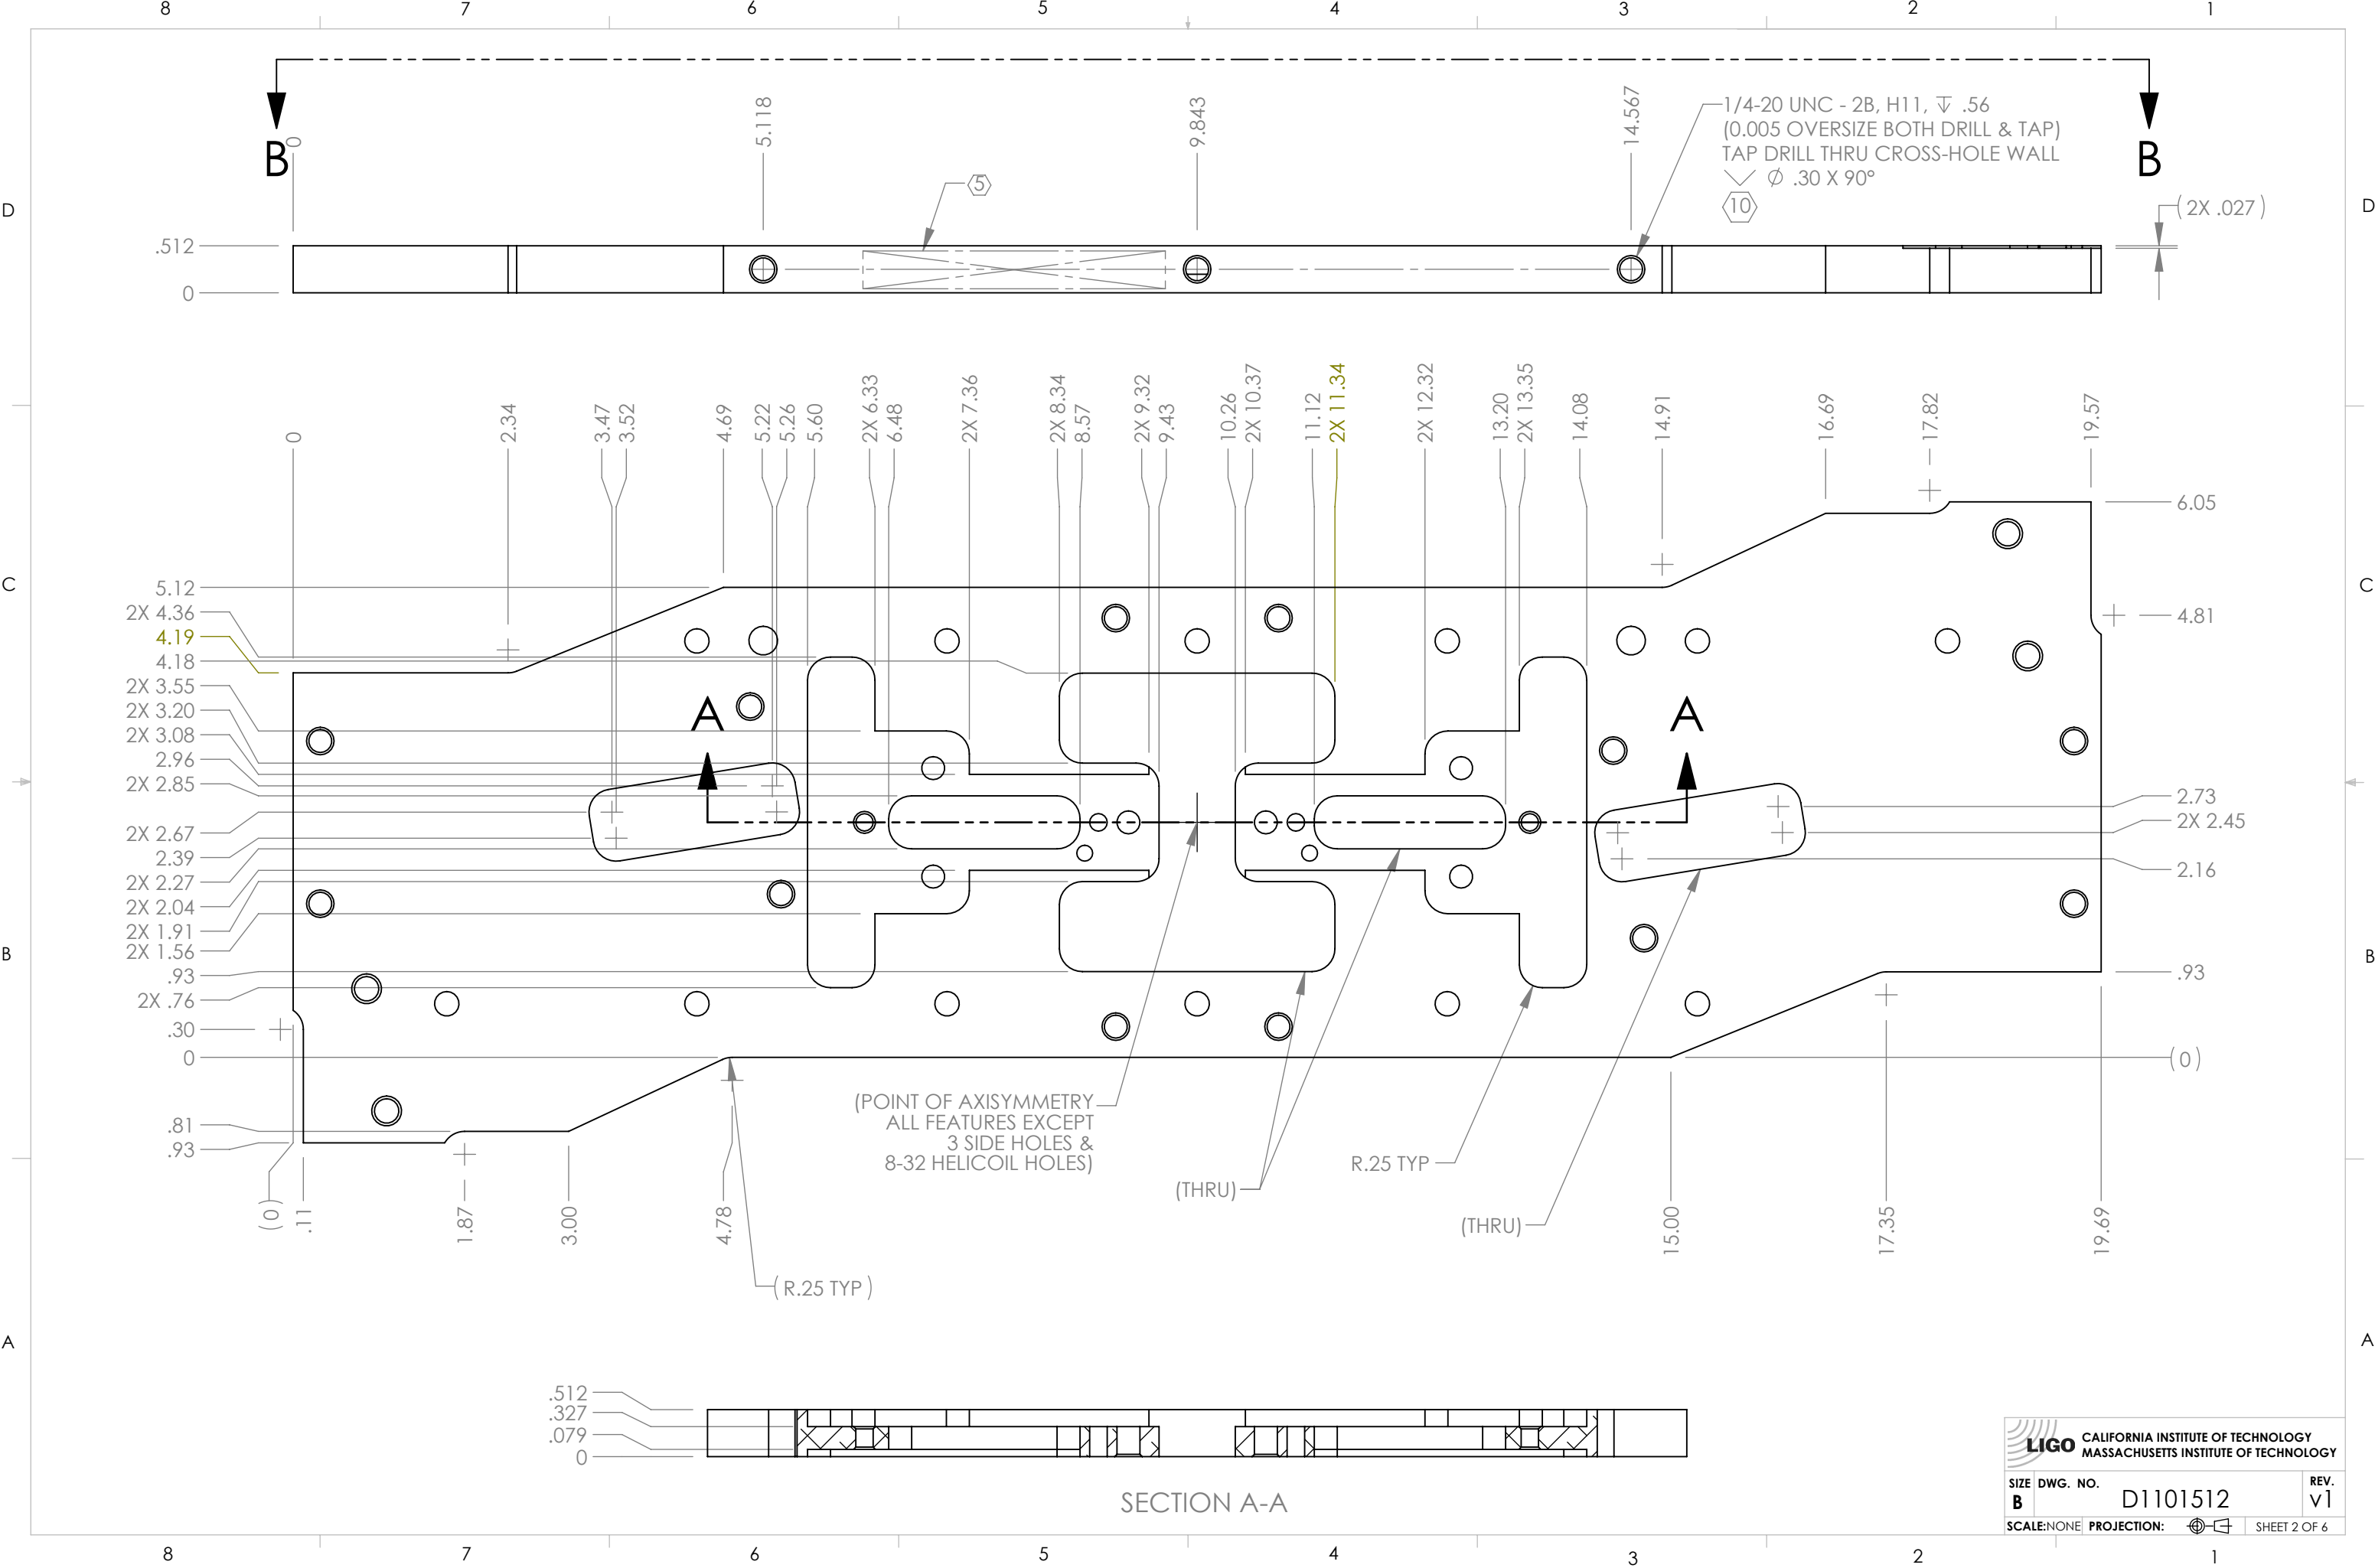 8 7 6 5 4 3 2 1
D D
C C
B B
A A
B B
0 5.118 9.843 14.567
1/4-20 UNC - 2B, H11, ↧ .56
(0.005 OVERSIZE BOTH DRILL & TAP)
TAP DRILL THRU CROSS-HOLE WALL
⌵ ∅ .30 X 90°
10
5
(2X .027)
.512
0
0
2.34
3.47
3.52
4.69
5.22
5.26
5.60
2X 6.33
6.48
2X 7.36
2X 8.34
8.57
2X 9.32
9.43
10.26
2X 10.37
11.12
2X 11.34
2X 12.32
13.20
2X 13.35
14.08
14.91
16.69
17.82
19.57
6.05
4.81
2.73
2X 2.45
2.16
.93
(0)
5.12
2X 4.36
4.19
4.18
2X 3.55
2X 3.20
2X 3.08
2.96
2X 2.85
2X 2.67
2.39
2X 2.27
2X 2.04
2X 1.91
2X 1.56
.93
2X .76
.30
0
.81
.93
A A
(0)
.11
1.87
3.00
4.78
15.00
17.35
19.69
(POINT OF AXISYMMETRY
ALL FEATURES EXCEPT
3 SIDE HOLES &
8-32 HELICOIL HOLES)
(THRU)
R.25 TYP
(THRU)
(R.25 TYP)
.512
.327
.079
0
SECTION A-A
LIGO
CALIFORNIA INSTITUTE OF TECHNOLOGY
MASSACHUSETTS INSTITUTE OF TECHNOLOGY
SIZE DWG. NO. REV.
B D1101512 v1
SCALE:NONE PROJECTION: SHEET 2 OF 6
8 7 6 5 4 3 2 1